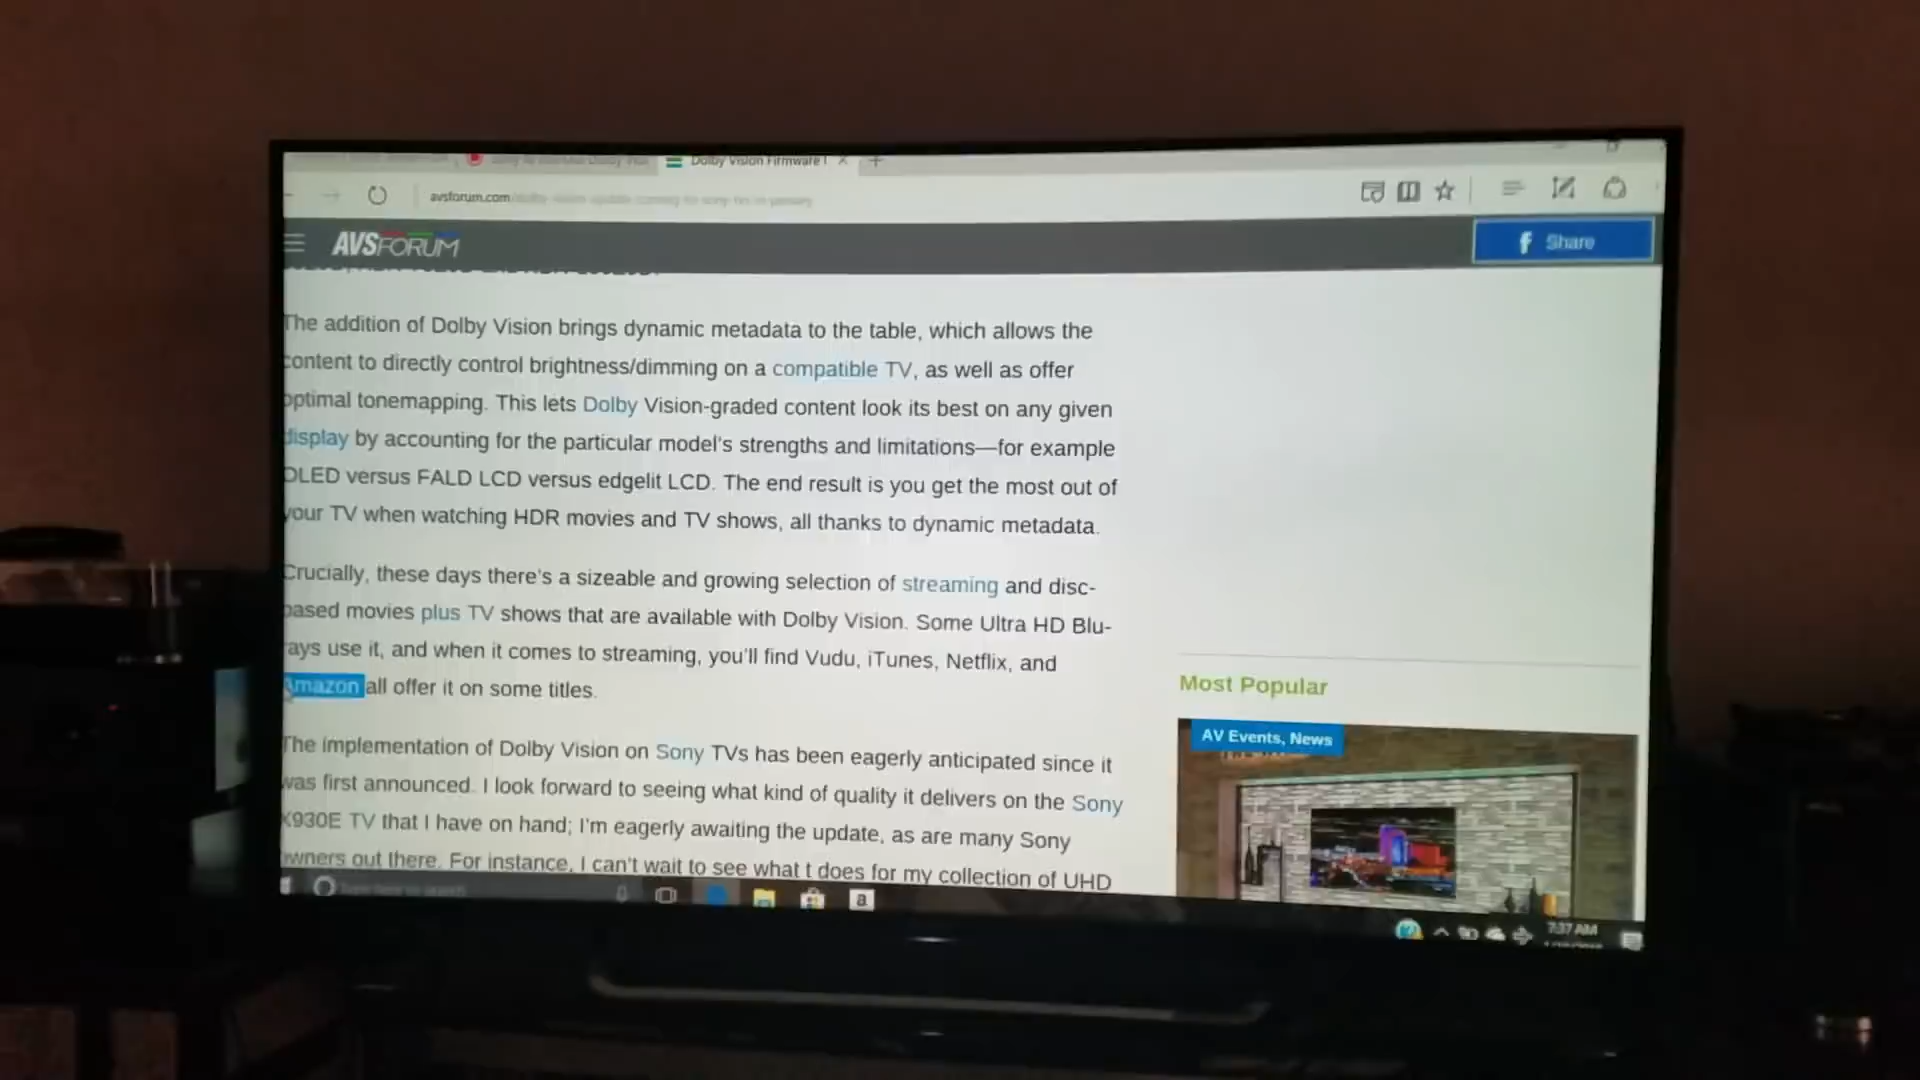 Dolby Vision Firmware
avsforum.com
AVSFORUM
Share
The addition of Dolby Vision brings dynamic metadata to the table, which allows the
content to directly control brightness/dimming on a compatible TV, as well as offer
optimal tonemapping. This lets Dolby Vision-graded content look its best on any given
display by accounting for the particular model's strengths and limitations—for example
OLED versus FALD LCD versus edgelit LCD. The end result is you get the most out of
your TV when watching HDR movies and TV shows, all thanks to dynamic metadata.
Crucially, these days there's a sizeable and growing selection of streaming and disc-
based movies plus TV shows that are available with Dolby Vision. Some Ultra HD Blu-
rays use it, and when it comes to streaming, you'll find Vudu, iTunes, Netflix, and
Amazon all offer it on some titles.
Most Popular
AV Events, News
The implementation of Dolby Vision on Sony TVs has been eagerly anticipated since it
was first announced. I look forward to seeing what kind of quality it delivers on the Sony
X930E TV that I have on hand; I'm eagerly awaiting the update, as are many Sony
owners out there. For instance, I can't wait to see what t does for my collection of UHD
Type here to search
a
7:37 AM